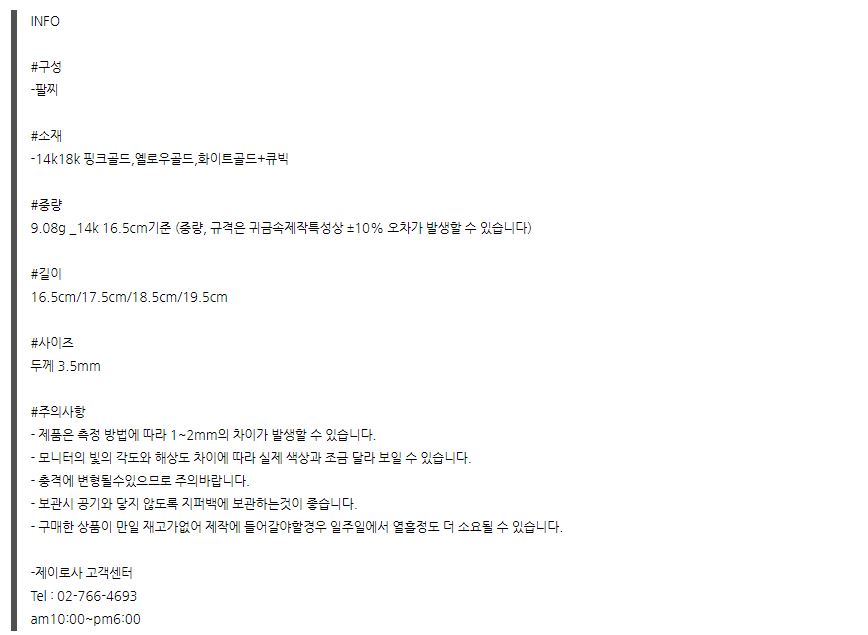 INFO
#구성
-팔찌
#소재
-14k18k 핑크골드,옐로우골드,화이트골드+큐빅
#중량
9.08g _14k 16.5cm기준 (중량, 규격은 귀금속제작특성상 ±10% 오차가 발생할 수 있습니다)
#길이
16.5cm/17.5cm/18.5cm/19.5cm
#사이즈
두께 3.5mm
#주의사항
- 제품은 측정 방법에 따라 1~2mm의 차이가 발생할 수 있습니다.
- 모니터의 빛의 각도와 해상도 차이에 따라 실제 색상과 조금 달라 보일 수 있습니다.
- 충격에 변형될수있으므로 주의바랍니다.
- 보관시 공기와 닿지 않도록 지퍼백에 보관하는것이 좋습니다.
- 구매한 상품이 만일 재고가없어 제작에 들어갈야할경우 일주일에서 열흘정도 더 소요될 수 있습니다.
-제이로사 고객센터
Tel : 02-766-4693
am10:00~pm6:00